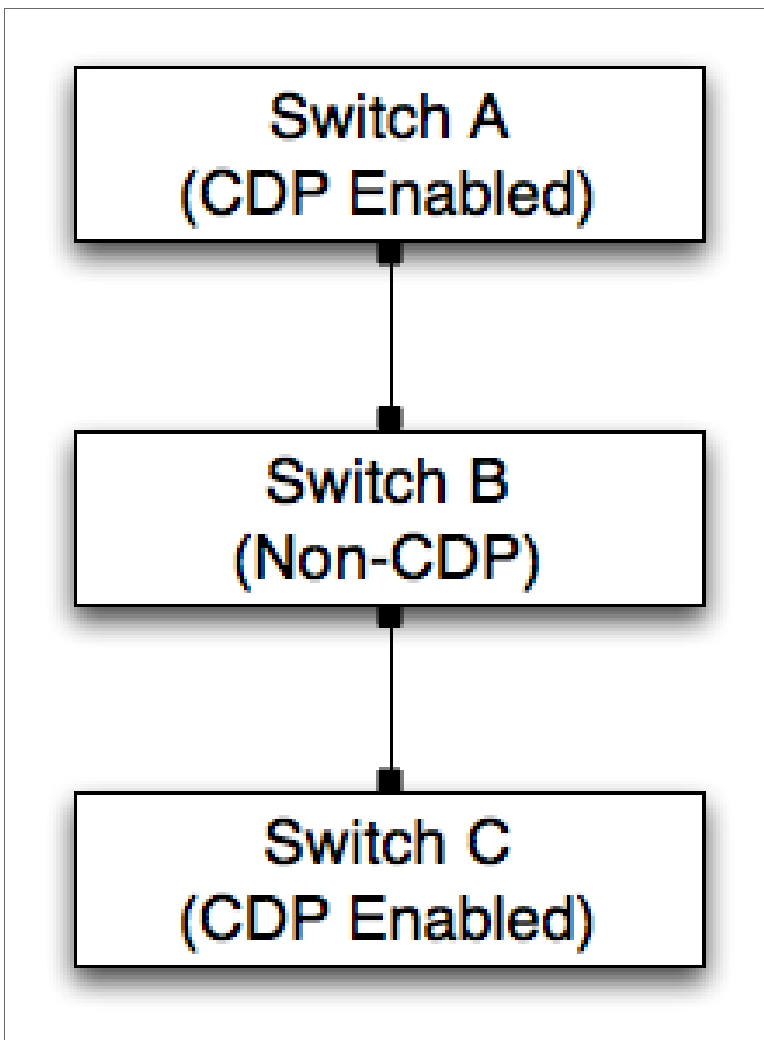 Switch A
(CDP Enabled)
Switch B
(Non-CDP)
Switch C
(CDP Enabled)